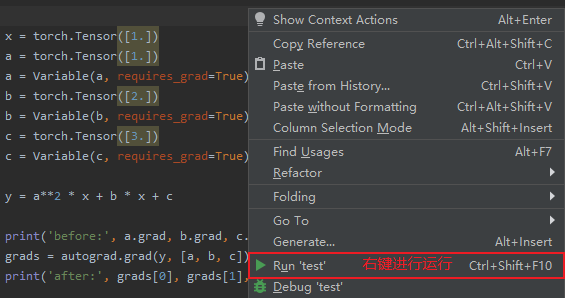 x = torch.Tensor([1.])
a = torch.Tensor([1.])
a = Variable(a, requires_grad=True)
b = torch.Tensor([2.])
b = Variable(b, requires_grad=True)
c = torch.Tensor([3.])
c = Variable(c, requires_grad=True)
y = a**2 * x + b * x + c
print('before:', a.grad, b.grad, c.
grads = autograd.grad(y, [a, b, c])
print('after:', grads[0], grads[1],
Show Context Actions Alt+Enter
Copy Reference Ctrl+Alt+Shift+C
Paste Ctrl+V
Paste from History... Ctrl+Shift+V
Paste without Formatting Ctrl+Alt+Shift+V
Column Selection Mode Alt+Shift+Insert
Find Usages Alt+F7
Refactor
Folding
Go To
Generate... Alt+Insert
Run 'test' 右键进行运行 Ctrl+Shift+F10
Debug 'test'